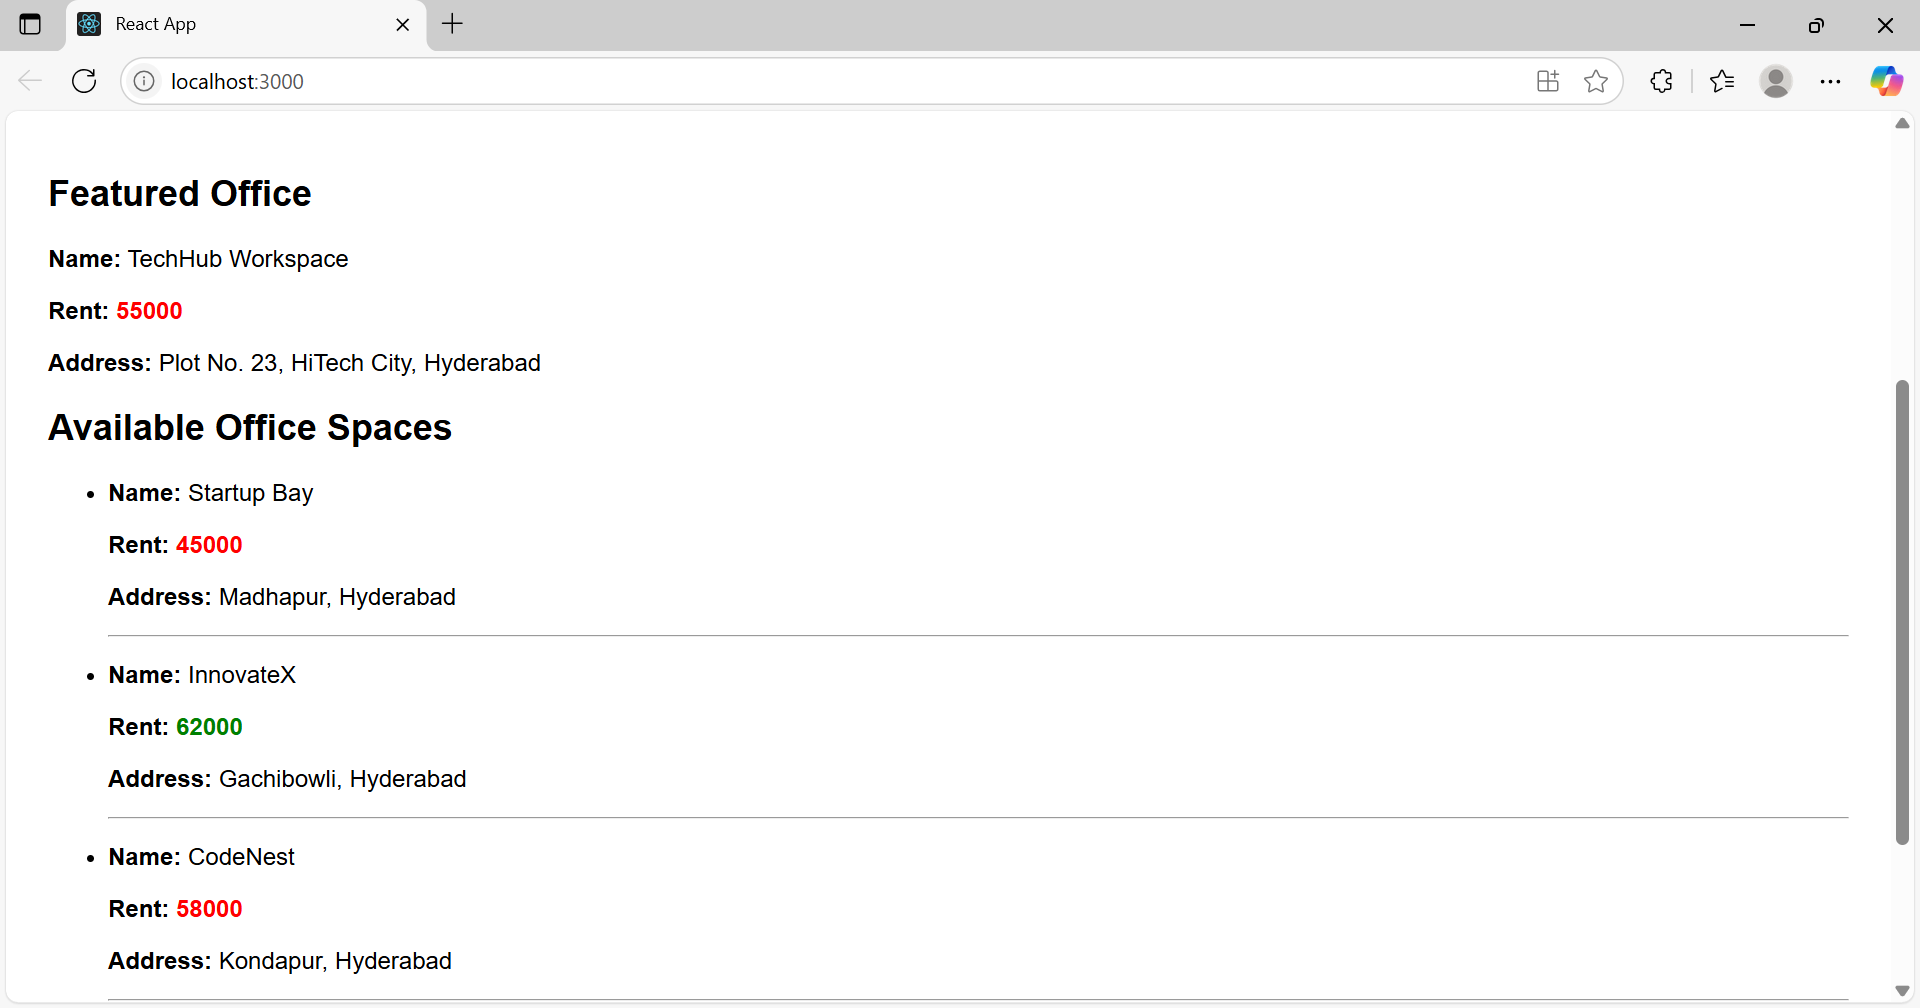 React App
localhost:3000
Featured Office
Name: TechHub Workspace
Rent: 55000
Address: Plot No. 23, HiTech City, Hyderabad
Available Office Spaces
Name: Startup Bay
Rent: 45000
Address: Madhapur, Hyderabad
Name: InnovateX
Rent: 62000
Address: Gachibowli, Hyderabad
Name: CodeNest
Rent: 58000
Address: Kondapur, Hyderabad